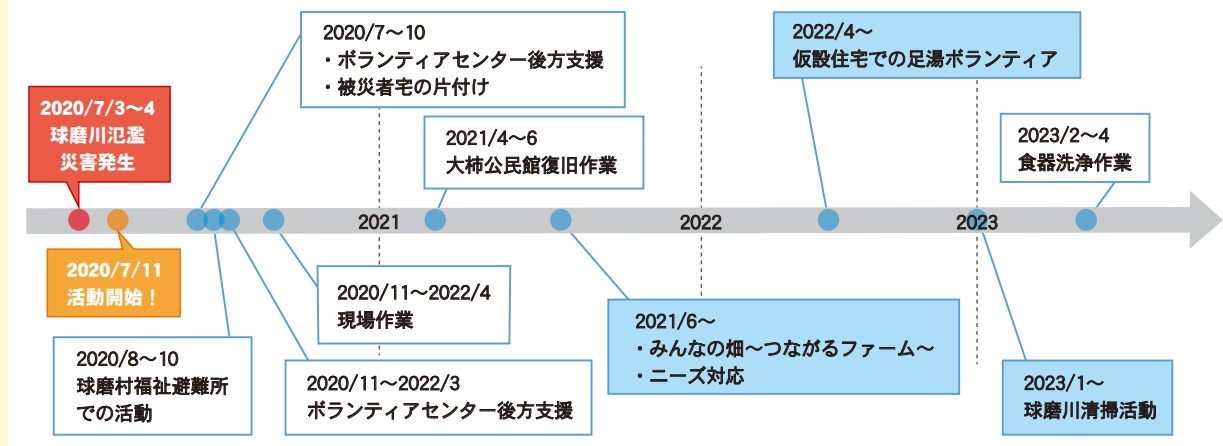 2020/7/3～4
球磨川氾濫
災害発生
2020/7/11
活動開始！
2020/7～10
・ボランティアセンター後方支援
・被災者宅の片付け
2020/8～10
球磨村福祉避難所
での活動
2020/11～2022/3
ボランティアセンター後方支援
2020/11～2022/4
現場作業
2021
2021/4～6
大柿公民館復旧作業
2021/6～
・みんなの畑～つながるファーム～
・ニーズ対応
2022
2022/4～
仮設住宅での足湯ボランティア
2023
2023/1～
球磨川清掃活動
2023/2～4
食器洗浄作業